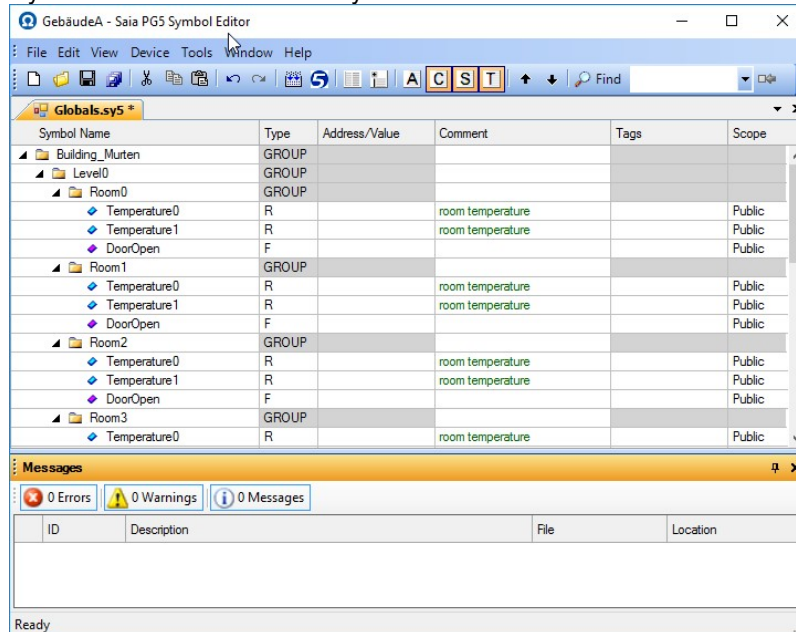 GebäudeA - Saia PG5 Symbol Editor
File Edit View Device Tools Window Help
A C S T Find
Globals.sy5 *
Symbol Name Type Address/Value Comment Tags Scope
Building_Murten GROUP
Level0 GROUP
Room0 GROUP
Temperature0 R room temperature Public
Temperature1 R room temperature Public
DoorOpen F Public
Room1 GROUP
Temperature0 R room temperature Public
Temperature1 R room temperature Public
DoorOpen F Public
Room2 GROUP
Temperature0 R room temperature Public
Temperature1 R room temperature Public
DoorOpen F Public
Room3 GROUP
Temperature0 R room temperature Public
Messages
0 Errors 0 Warnings 0 Messages
ID Description File Location
Ready